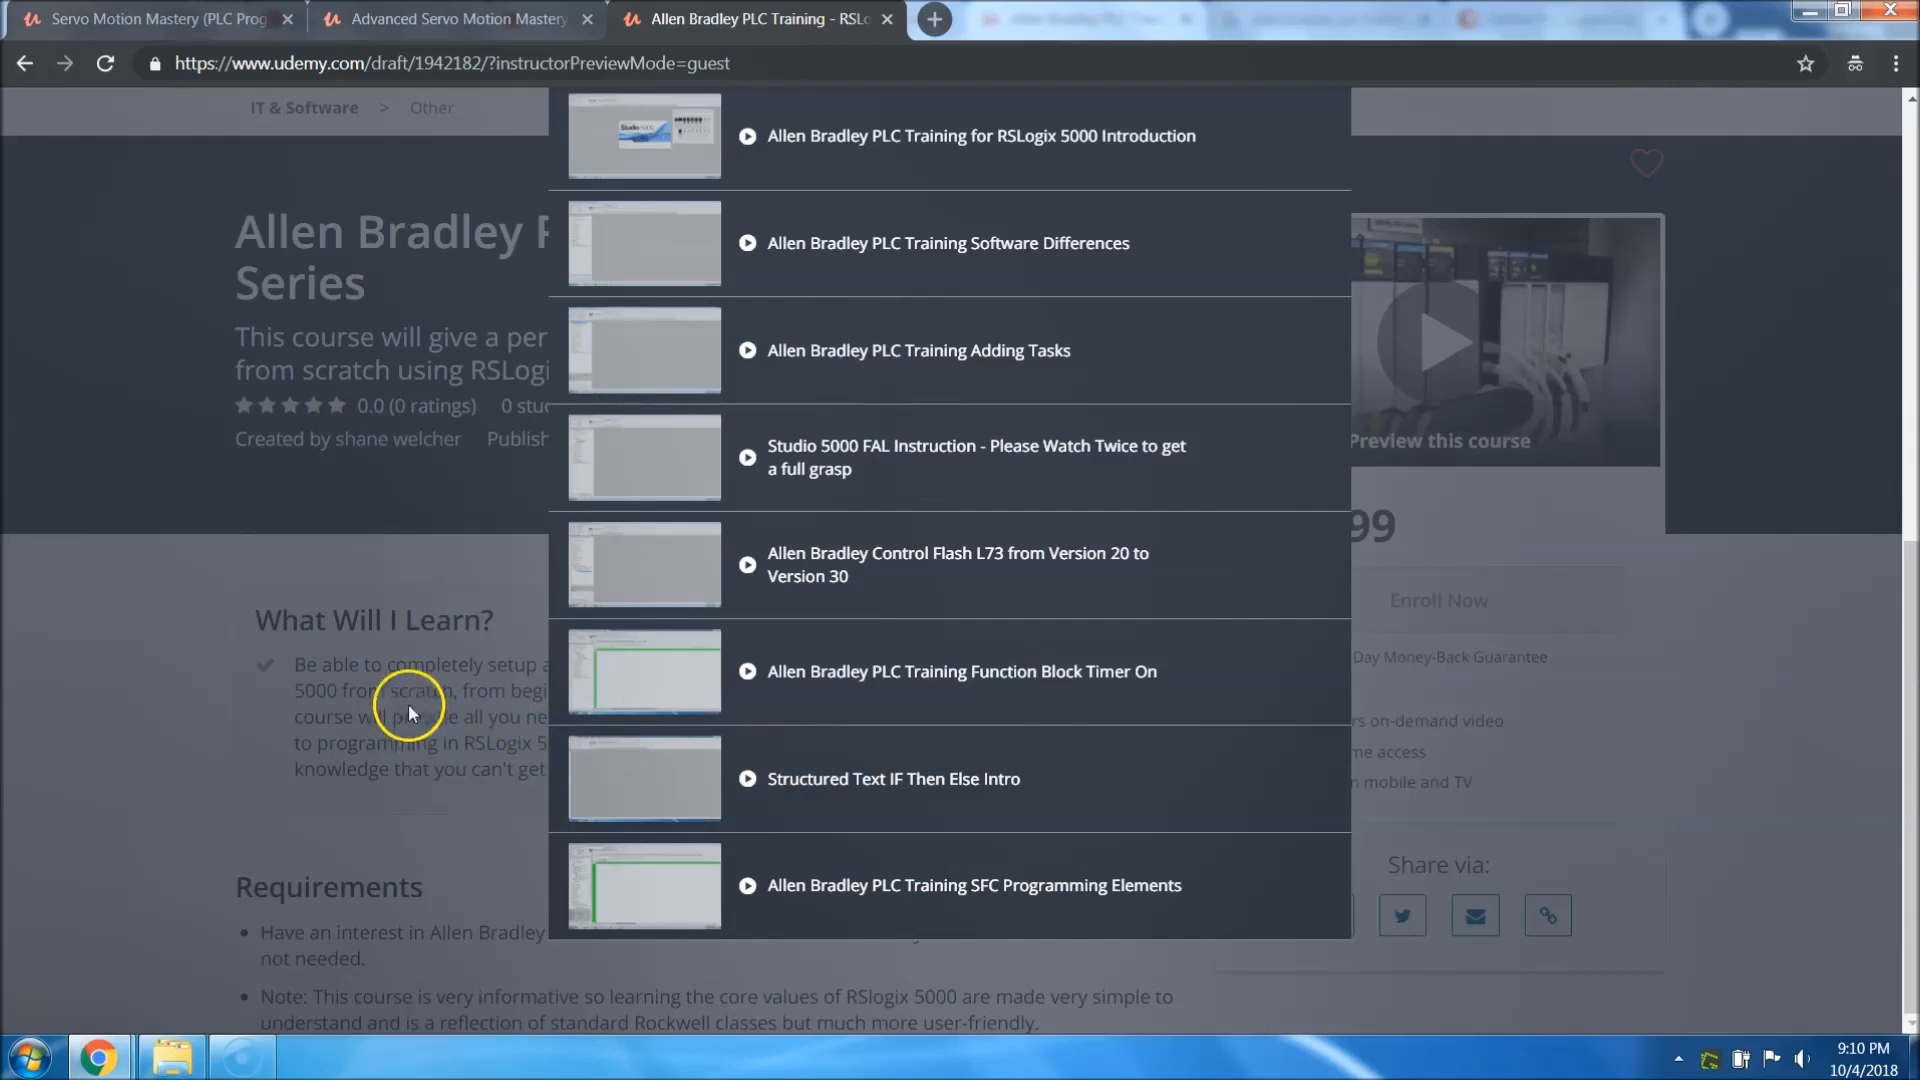 Servo Motion Mastery (PLC Prog
Advanced Servo Motion Mastery
Allen Bradley PLC Training - RSLo
https://www.udemy.com/draft/1942182/?instructorPreviewMode=guest
IT & Software > Other
Allen Bradley PLC Training for RSLogix 5000 Introduction
Allen Bradley
Series
Allen Bradley PLC Training Software Differences
This course will give a per
from scratch using RSLogi
Allen Bradley PLC Training Adding Tasks
0.0 (0 ratings) 0 stu
Created by shane welcher Publish
Studio 5000 FAL Instruction - Please Watch Twice to get
a full grasp
Preview this course
99
Allen Bradley Control Flash L73 from Version 20 to
Version 30
Enroll Now
What Will I Learn?
Be able to completely setup a
5000 from scratch, from begi
course will provide all you ne
to programming in RSLogix 5
knowledge that you can't get
Allen Bradley PLC Training Function Block Timer On
Day Money-Back Guarantee
rs on-demand video
me access
n mobile and TV
Structured Text IF Then Else Intro
Allen Bradley PLC Training SFC Programming Elements
Share via:
Requirements
Have an interest in Allen Bradley
not needed.
Note: This course is very informative so learning the core values of RSlogix 5000 are made very simple to
understand and is a reflection of standard Rockwell classes but much more user-friendly.
9:10 PM
10/4/2018